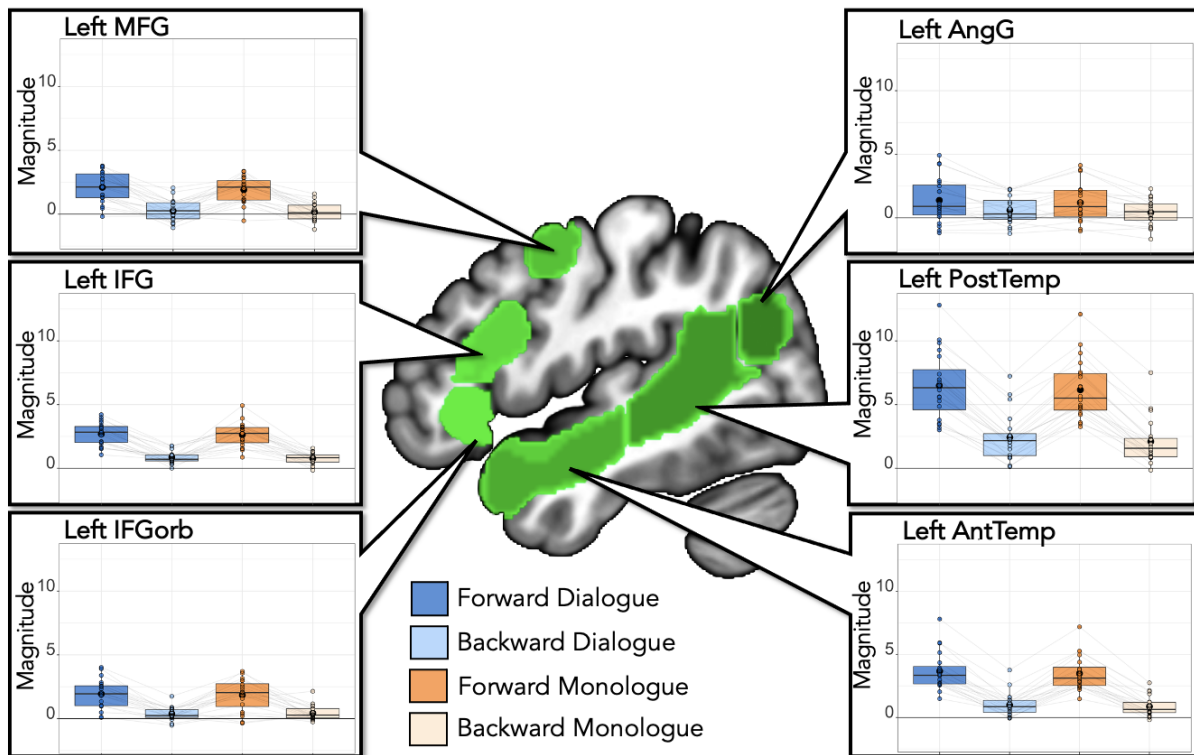 Left MFG
Magnitude
10
5
0
Left IFG
Magnitude
10
5
0
Left IFGorb
Magnitude
10
5
0
Left AngG
Magnitude
10
5
0
Left PostTemp
Magnitude
10
5
0
Left AntTemp
Magnitude
10
5
0
Forward Dialogue
Backward Dialogue
Forward Monologue
Backward Monologue